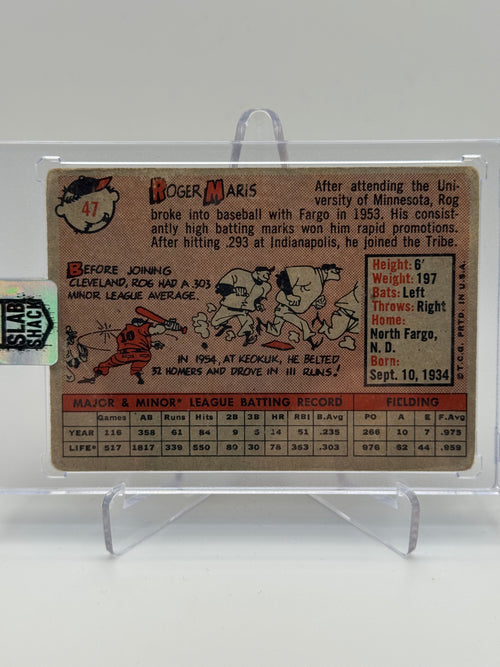 47
ROGER MARIS
After attending the Uni-
versity of Minnesota, Rog
broke into baseball with Fargo in 1953. His consist-
antly high batting marks won him rapid promotions.
After hitting .293 at Indianapolis, he joined the Tribe.
BEFORE JOINING
CLEVELAND, ROG HAD A 303
MINOR LEAGUE AVERAGE.
IN 1954, AT KEOKUK, HE BELTED
32 HOMERS AND DROVE IN 111 RUNS!
Height: 6'
Weight: 197
Bats: Left
Throws: Right
Home:
North Fargo,
N. D.
Born:
Sept. 10, 1934
© T.C.G. PRTD. IN U.S.A.
SLAB
SHACK
MAJOR & MINOR* LEAGUE BATTING RECORD FIELDING
Games AB Runs Hits 2B 3B HR RBI B.Avg PO A E F.Avg
YEAR 116 358 61 84 9 5 14 51 .235 266 10 7 .975
LIFE* 517 1817 339 550 89 30 78 363 .303 976 62 44 .959